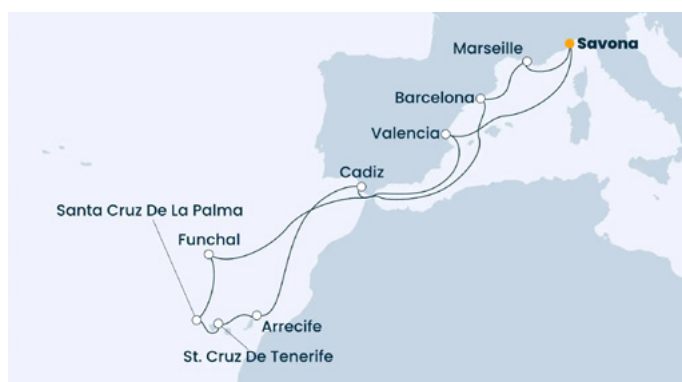 Savona
Marseille
Barcelona
Valencia
Cadiz
Santa Cruz De La Palma
Funchal
Arrecife
St. Cruz De Tenerife